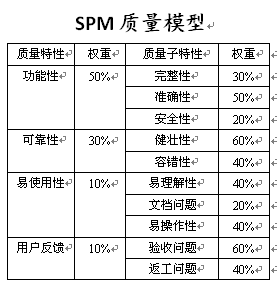 SPM 质量模型
质量特性 权重 质量子特性 权重
功能性 50% 完整性 30%
准确性 50%
安全性 20%
可靠性 30% 健壮性 60%
容错性 40%
易使用性 10% 易理解性 40%
文档问题 20%
易操作性 40%
用户反馈 10% 验收问题 60%
返工问题 40%